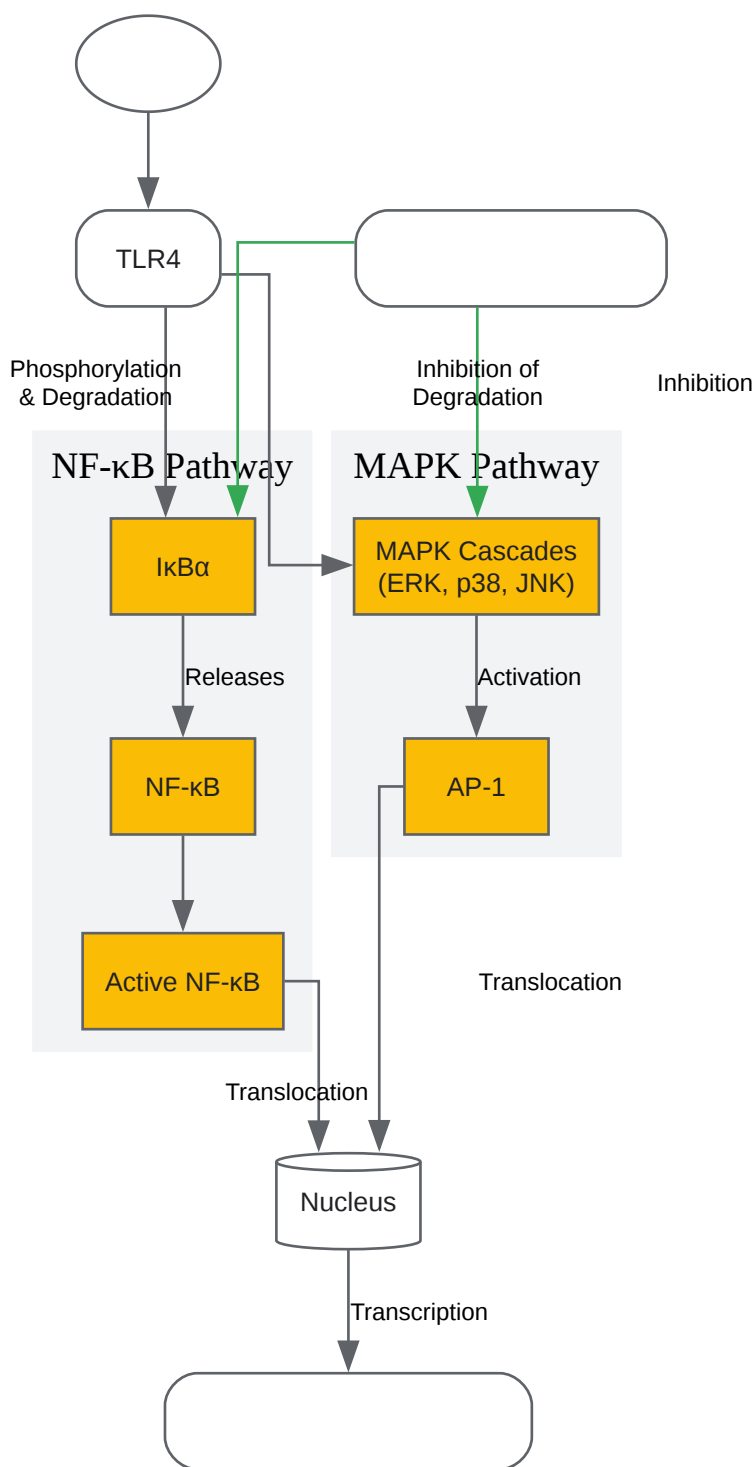 TLR4
Phosphorylation
& Degradation
Inhibition of
Degradation
Inhibition
NF-κB Pathway
MAPK Pathway
IκBα
MAPK Cascades
(ERK, p38, JNK)
Releases
Activation
NF-κB
AP-1
Active NF-κB
Translocation
Translocation
Nucleus
Transcription